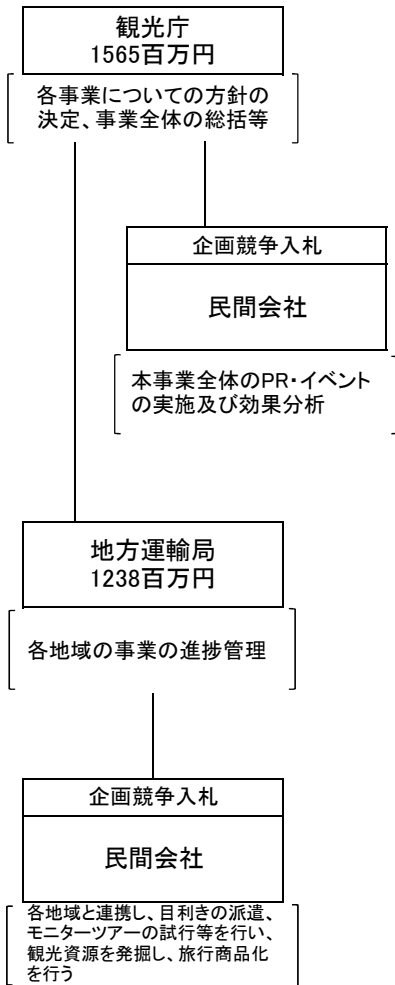 観光庁
1565百万円
各事業についての方針の
決定、事業全体の総括等
企画競争入札
民間会社
本事業全体のPR・イベント
の実施及び効果分析
地方運輸局
1238百万円
各地域の事業の進捗管理
企画競争入札
民間会社
各地域と連携し、目利きの派遣、
モニターツアーの試行等を行い、
観光資源を発掘し、旅行商品化
を行う